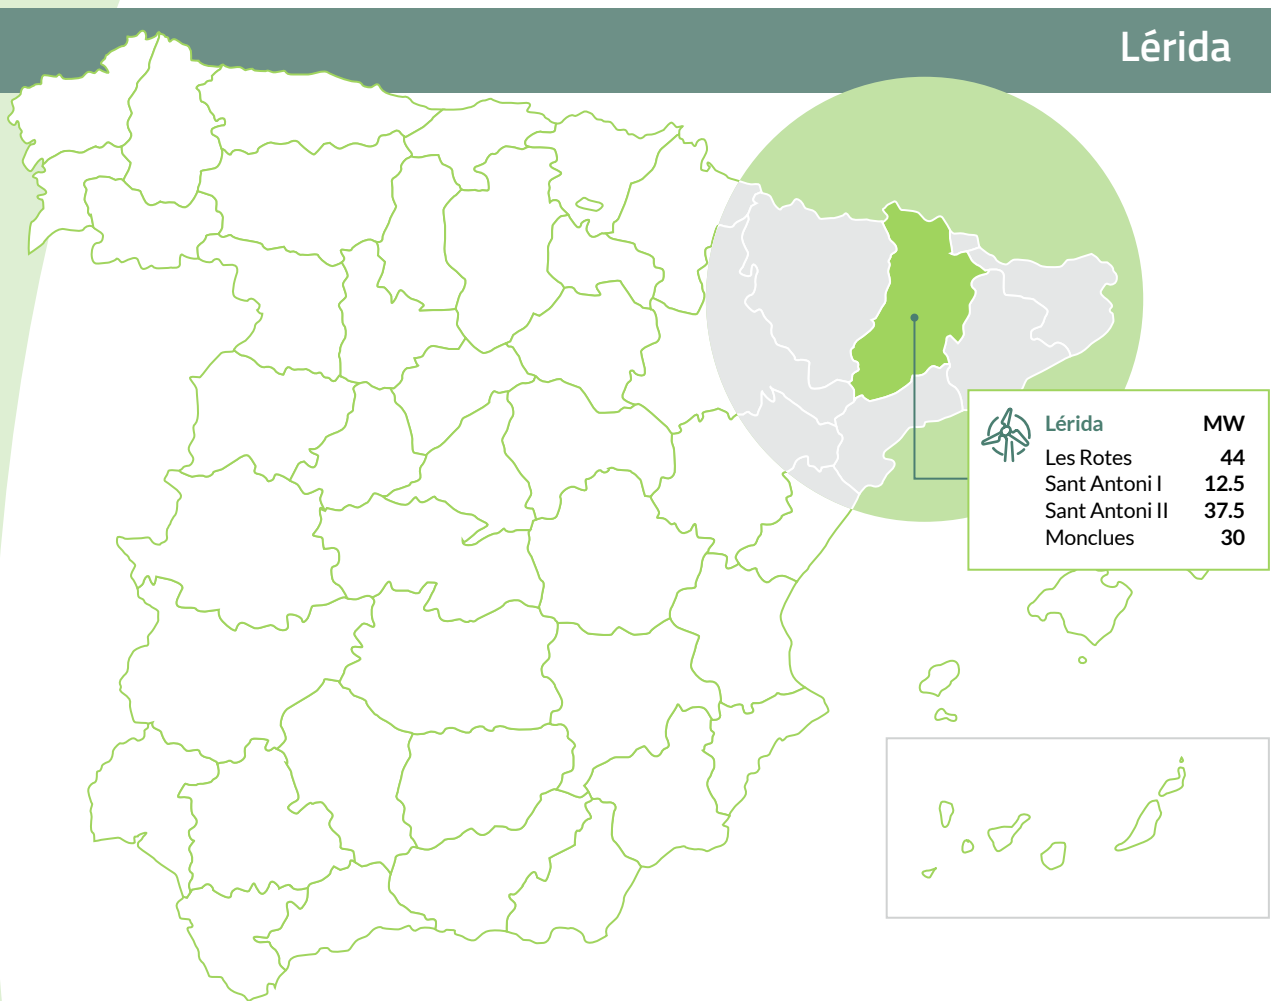 Lérida
Lérida MW
Les Rotes 44
Sant Antoni I 12.5
Sant Antoni II 37.5
Monclues 30